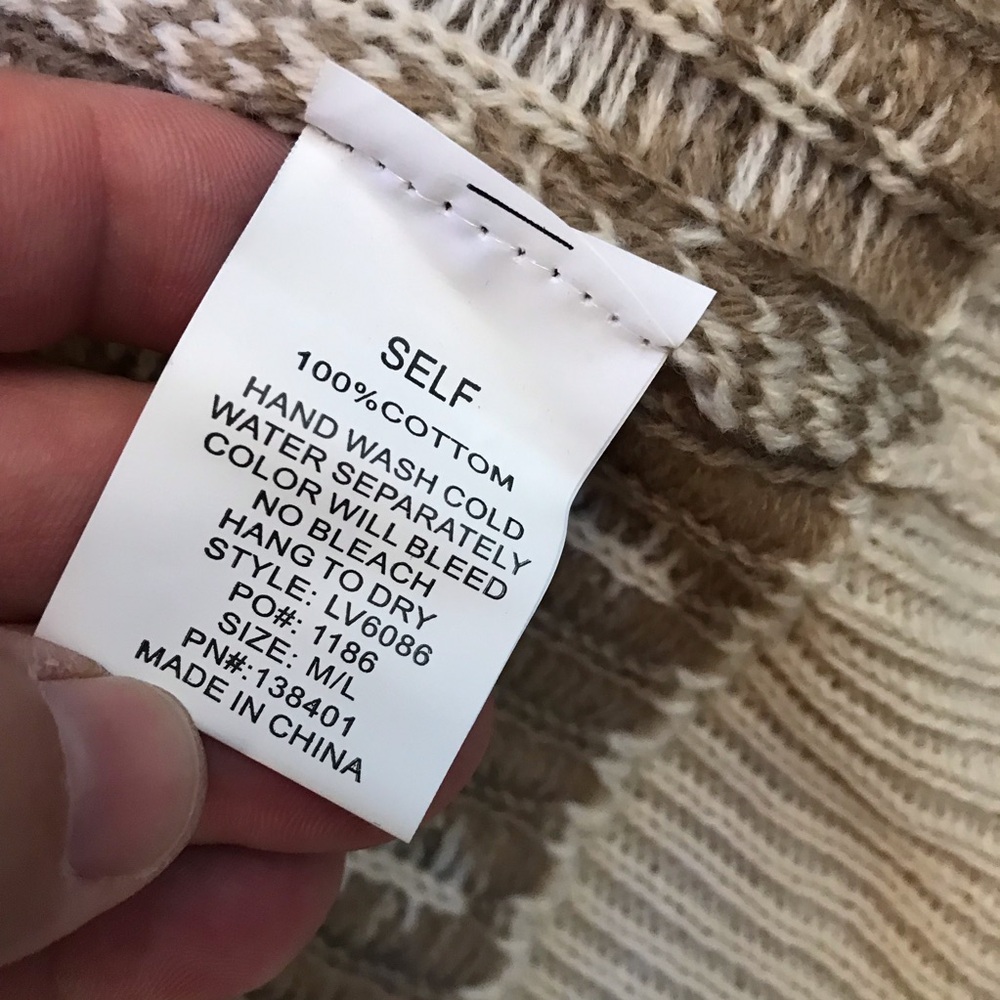 SELF
100%COTTOM
HAND WASH COLD
WATER SEPARATELY
COLOR WILL BLEED
NO BLEACH
HANG TO DRY
STYLE: LV6086
PO#: 1186
SIZE: M/L
PN#:138401
MADE IN CHINA